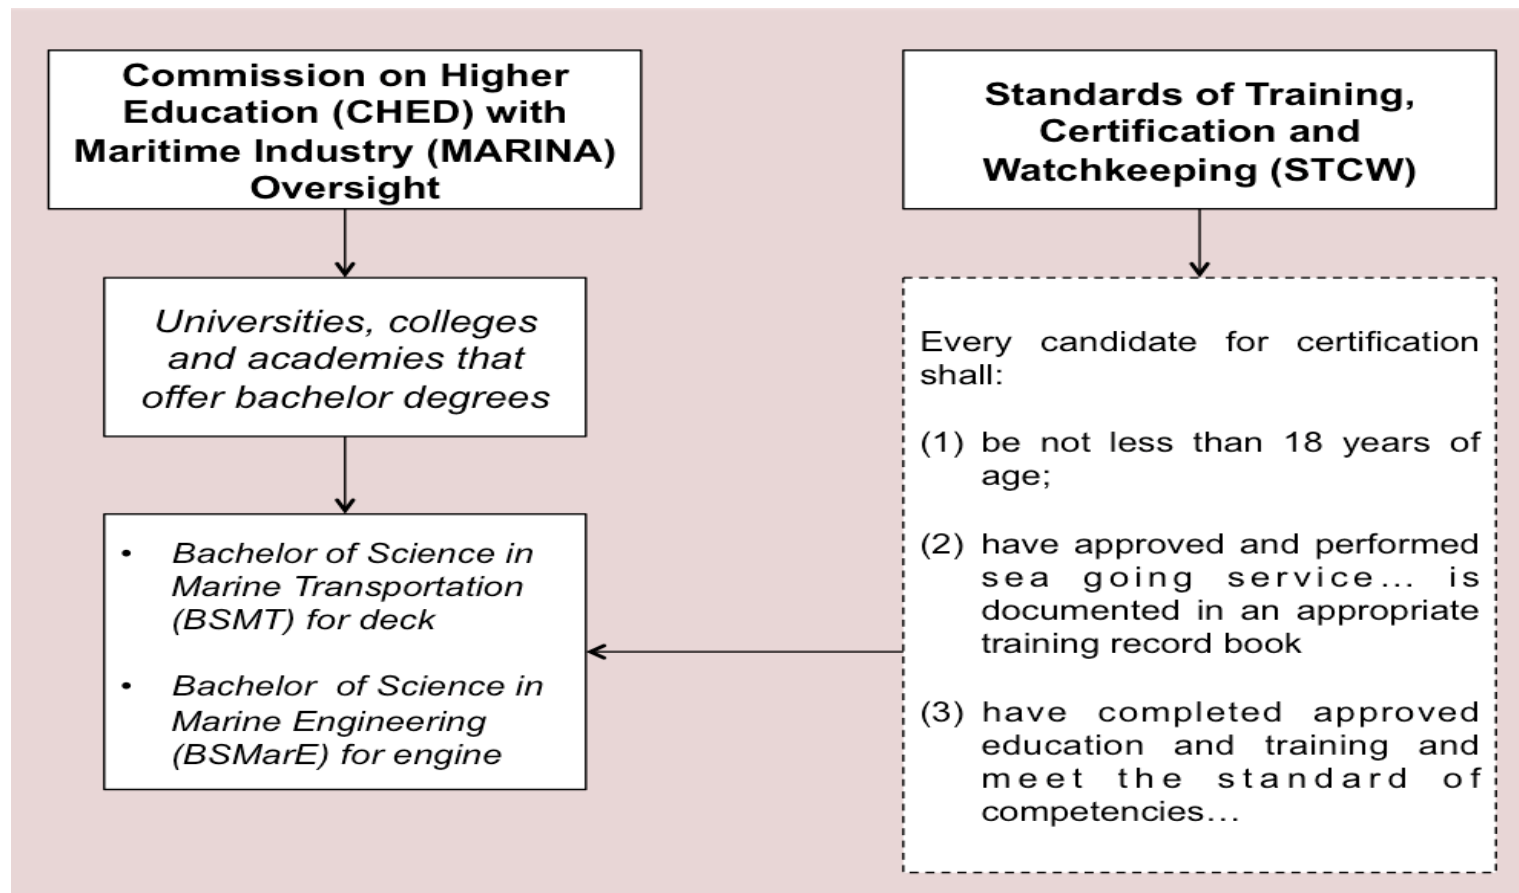 Commission on Higher
Education (CHED) with
Maritime Industry (MARINA)
Oversight
Universities, colleges
and academies that
offer bachelor degrees
• Bachelor of Science in
Marine Transportation
(BSMT) for deck
• Bachelor of Science in
Marine Engineering
(BSMarE) for engine
Standards of Training,
Certification and
Watchkeeping (STCW)
Every candidate for certification
shall:
(1) be not less than 18 years of
age;
(2) have approved and performed
sea going service... is
documented in an appropriate
training record book
(3) have completed approved
education and training and
meet the standard of
competencies...